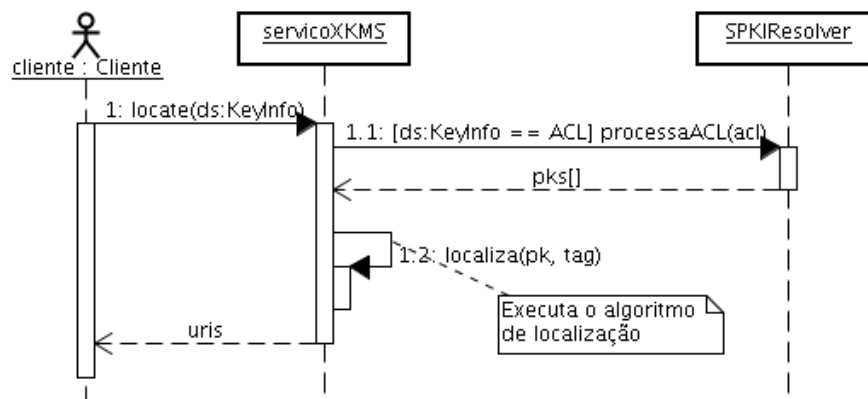 servicoXKMS
SPKIResolver
cliente : Cliente
1: locate(ds:KeyInfo)
1.1: [ds:KeyInfo == ACL] processaACL(acl)
pks[]
1.2: localiza(pk, tag)
Executa o algoritmo
de localização
uris